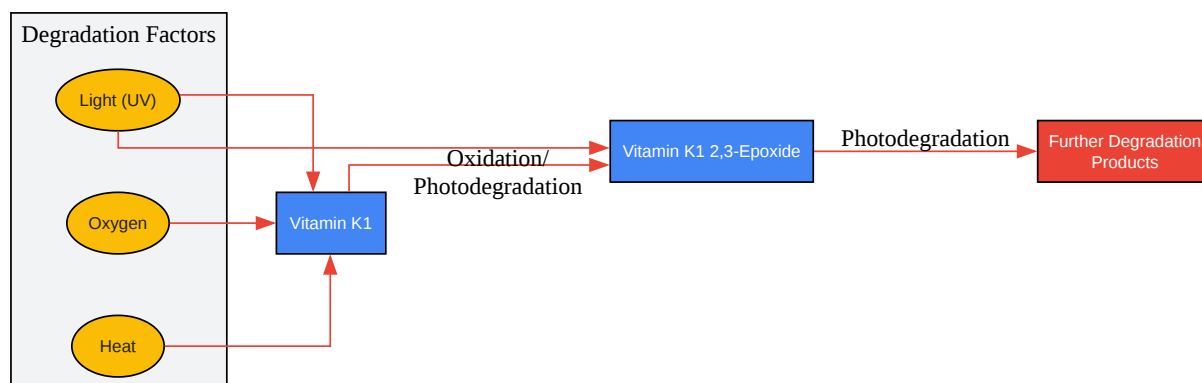 Degradation Factors
Light (UV)
Oxygen
Heat
Vitamin K1
Oxidation/
Photodegradation
Vitamin K1 2,3-Epoxide
Photodegradation
Further Degradation
Products